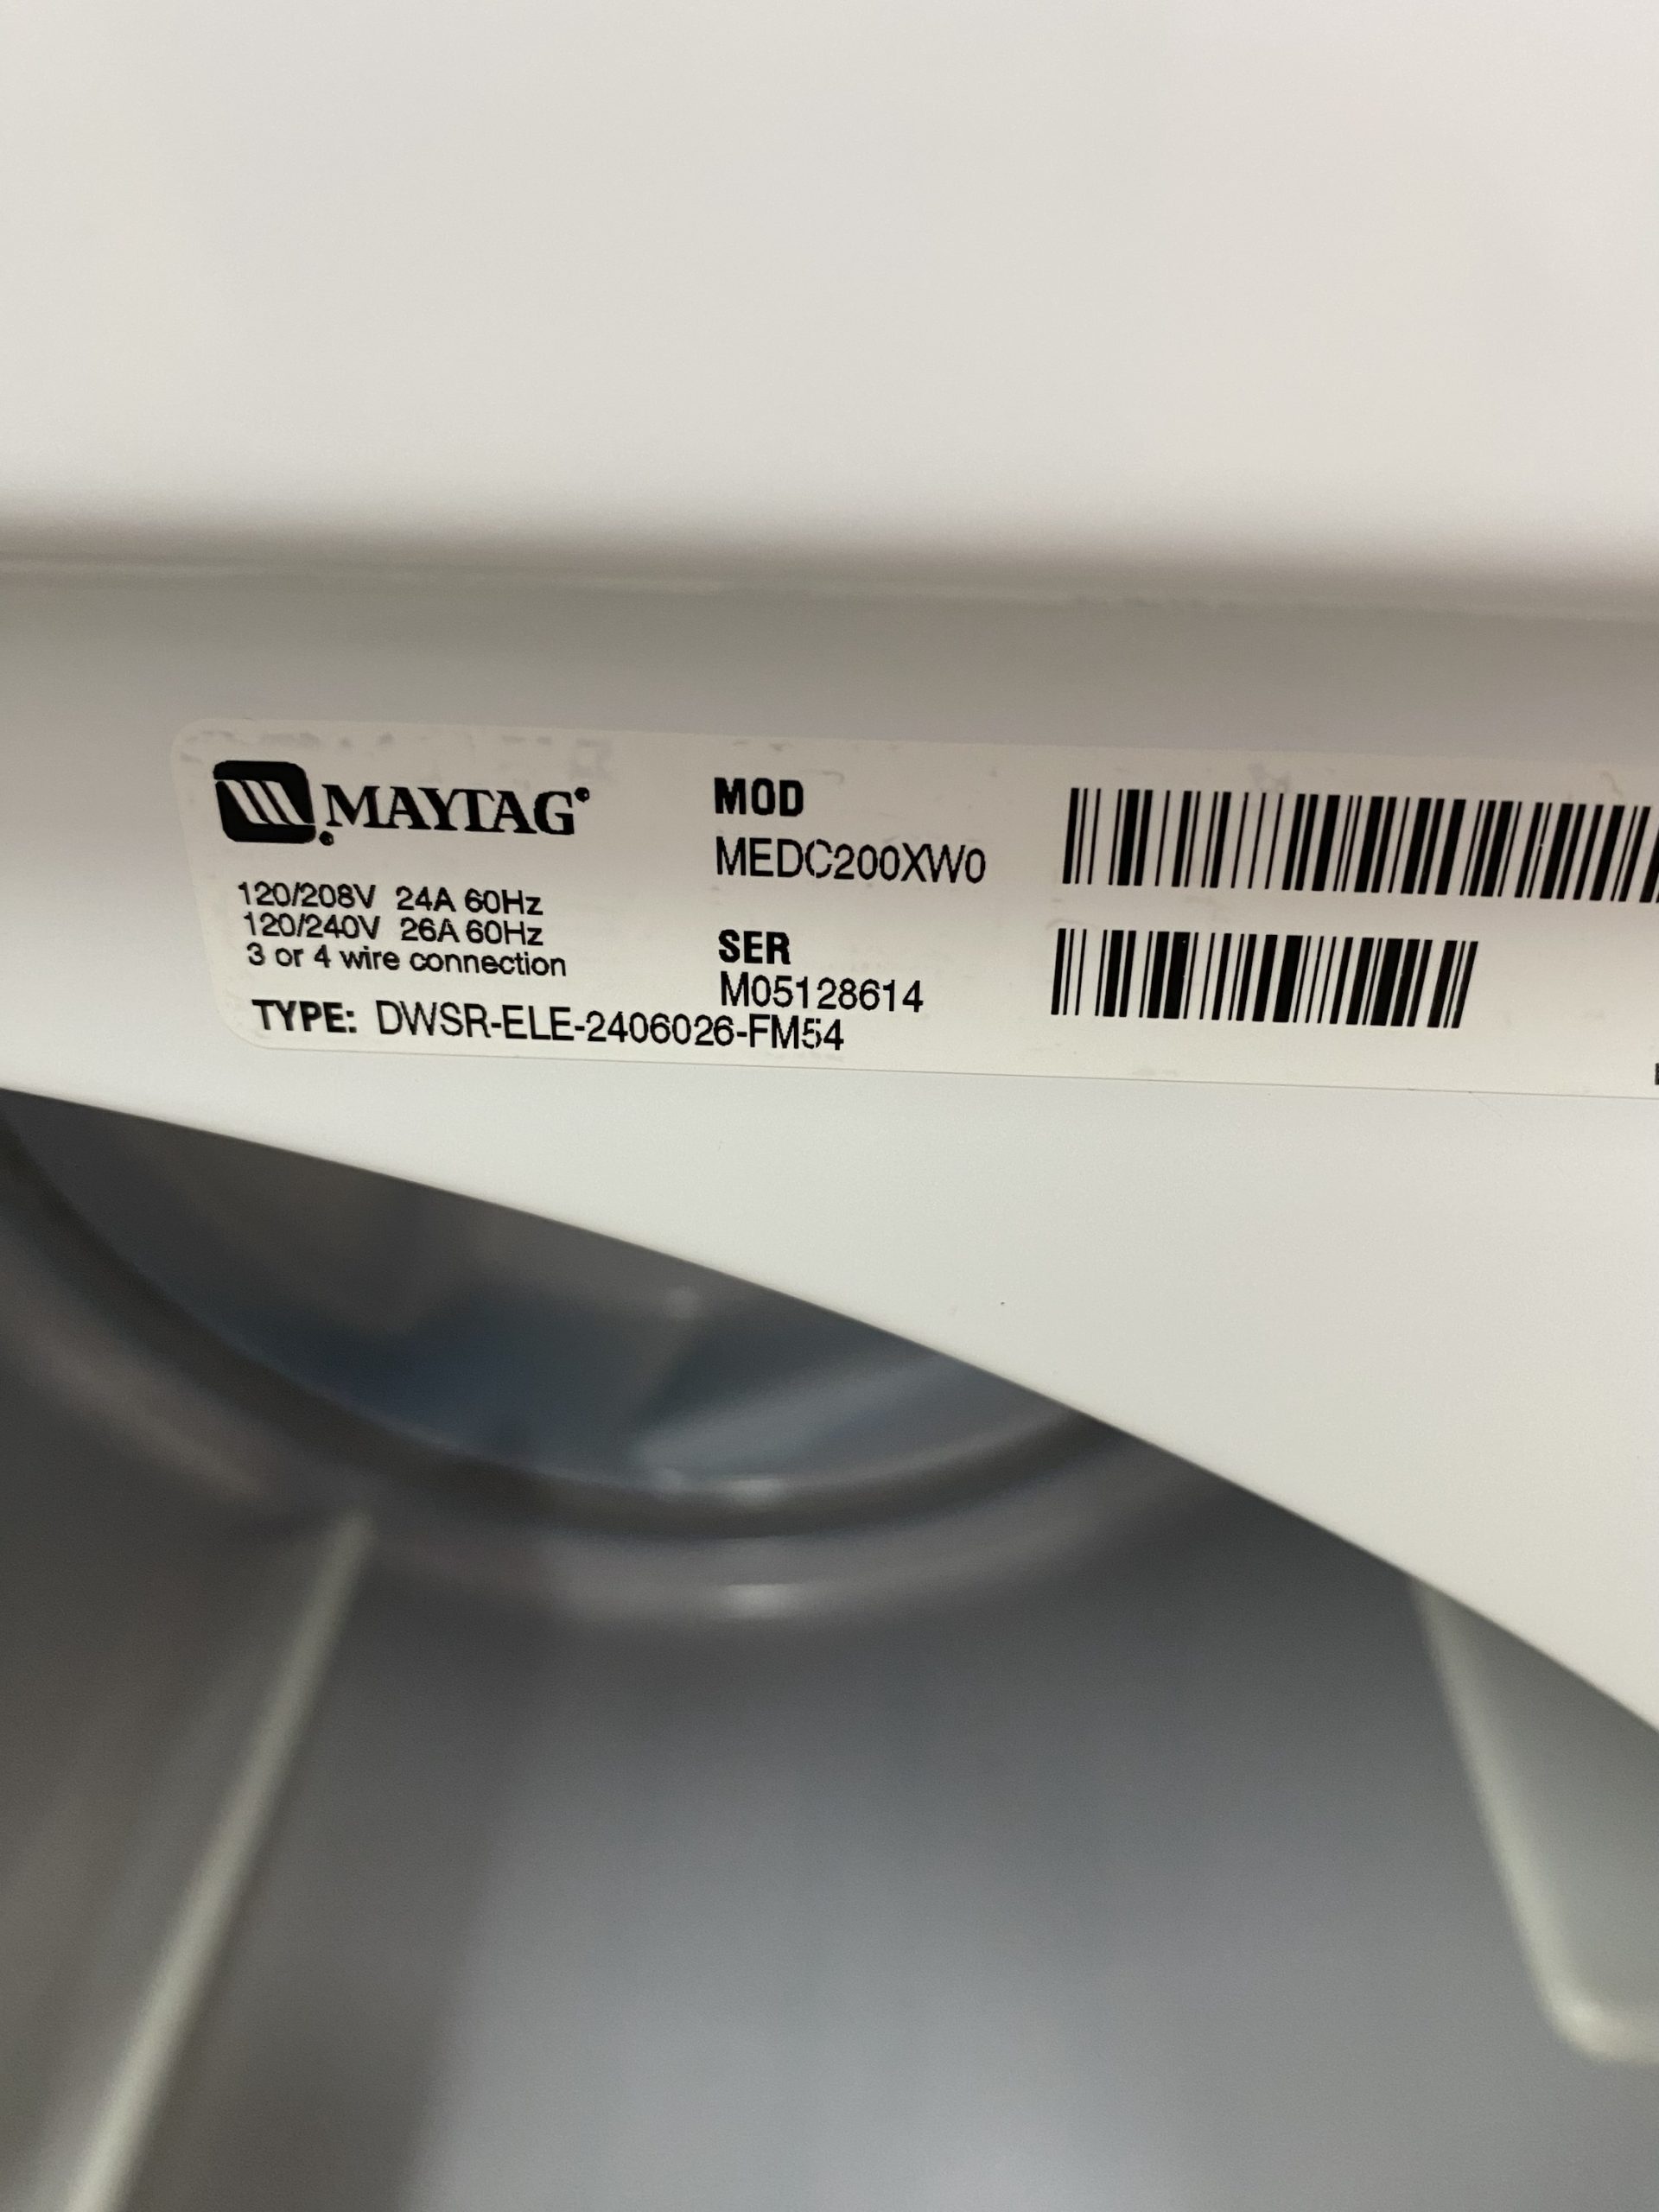 MAYTAG®
120/208V 24A 60Hz
120/240V 26A 60Hz
3 or 4 wire connection
TYPE: DWSR-ELE-2406026-FM54
MOD
MEDC200XW0
SER
M05128614